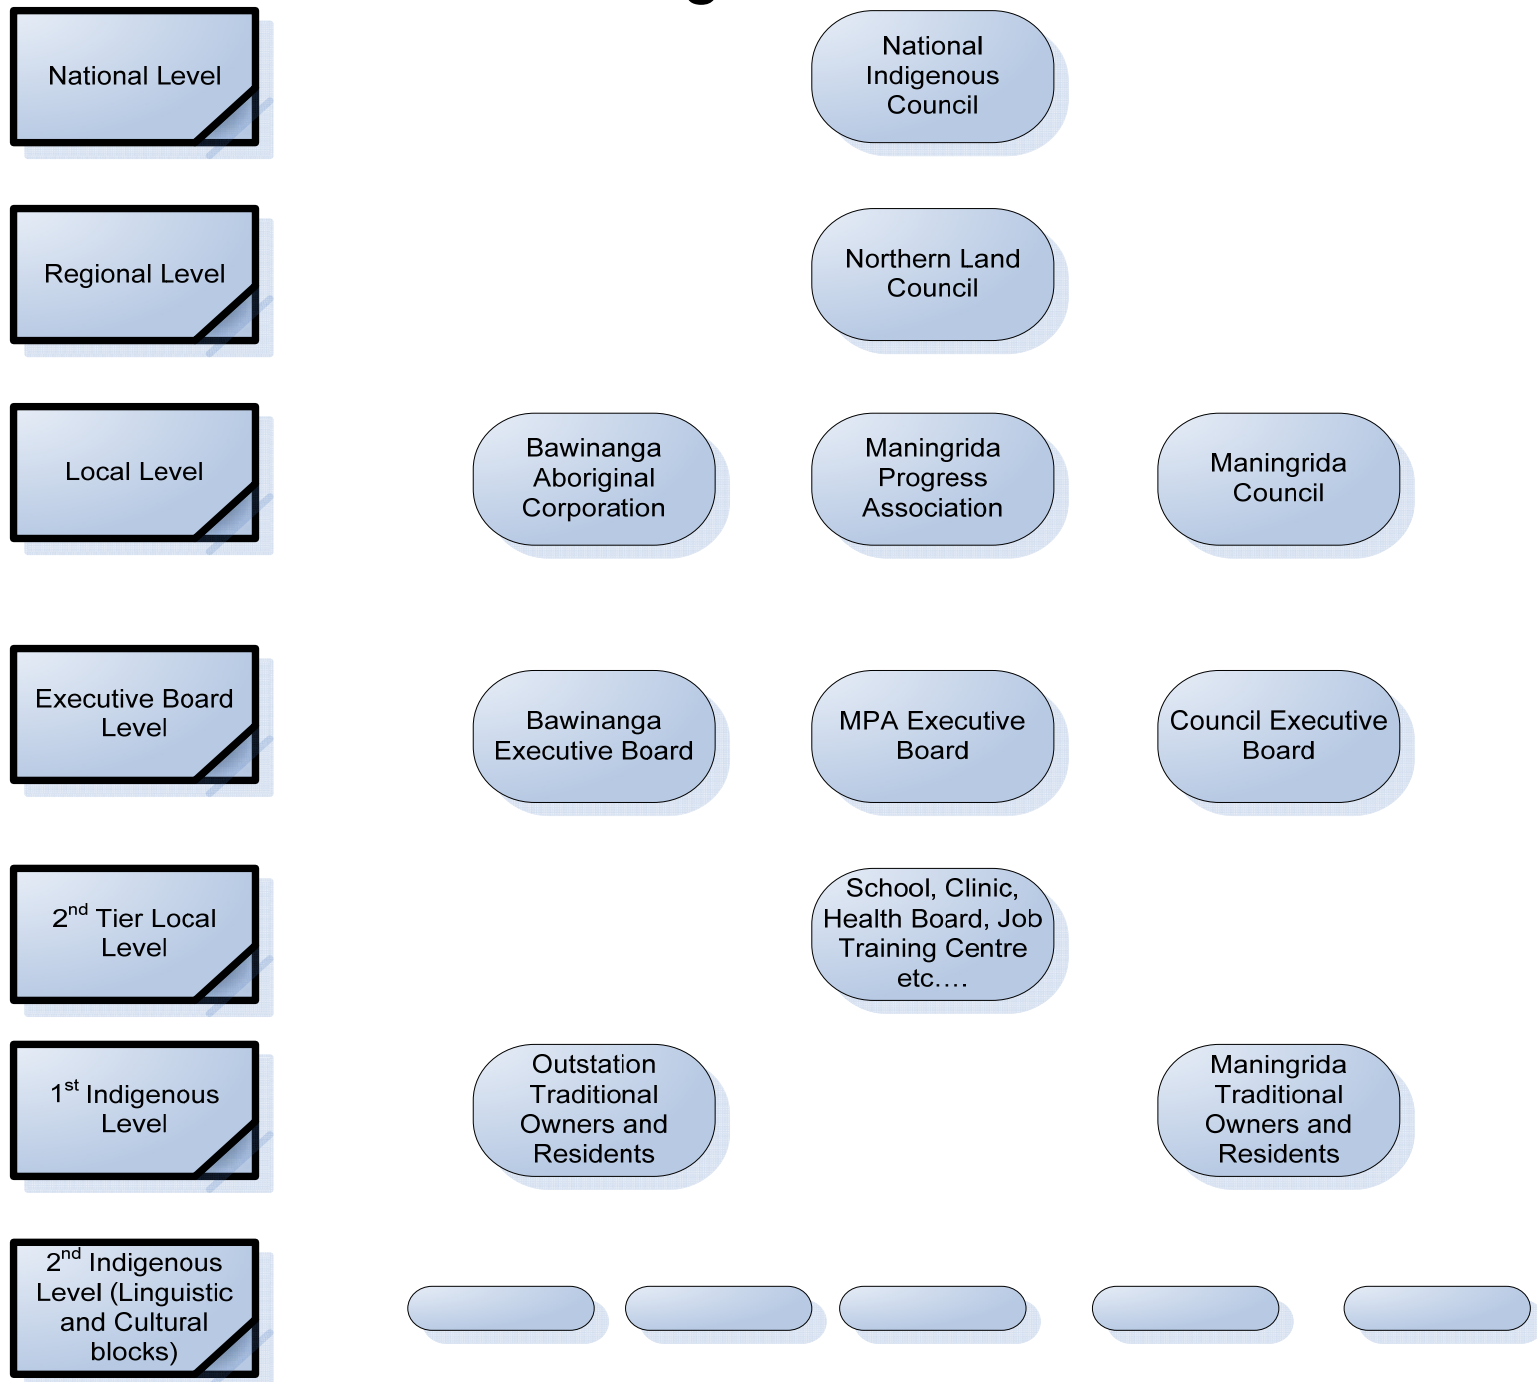 National Level
National
Indigenous
Council
Regional Level
Northern Land
Council
Local Level
Bawinanga
Aboriginal
Corporation
Maningrida
Progress
Association
Maningrida
Council
Executive Board
Level
Bawinanga
Executive Board
MPA Executive
Board
Council Executive
Board
2nd Tier Local
Level
School, Clinic,
Health Board, Job
Training Centre
etc….
1st Indigenous
Level
Outstation
Traditional
Owners and
Residents
Maningrida
Traditional
Owners and
Residents
2nd Indigenous
Level (Linguistic
and Cultural
blocks)